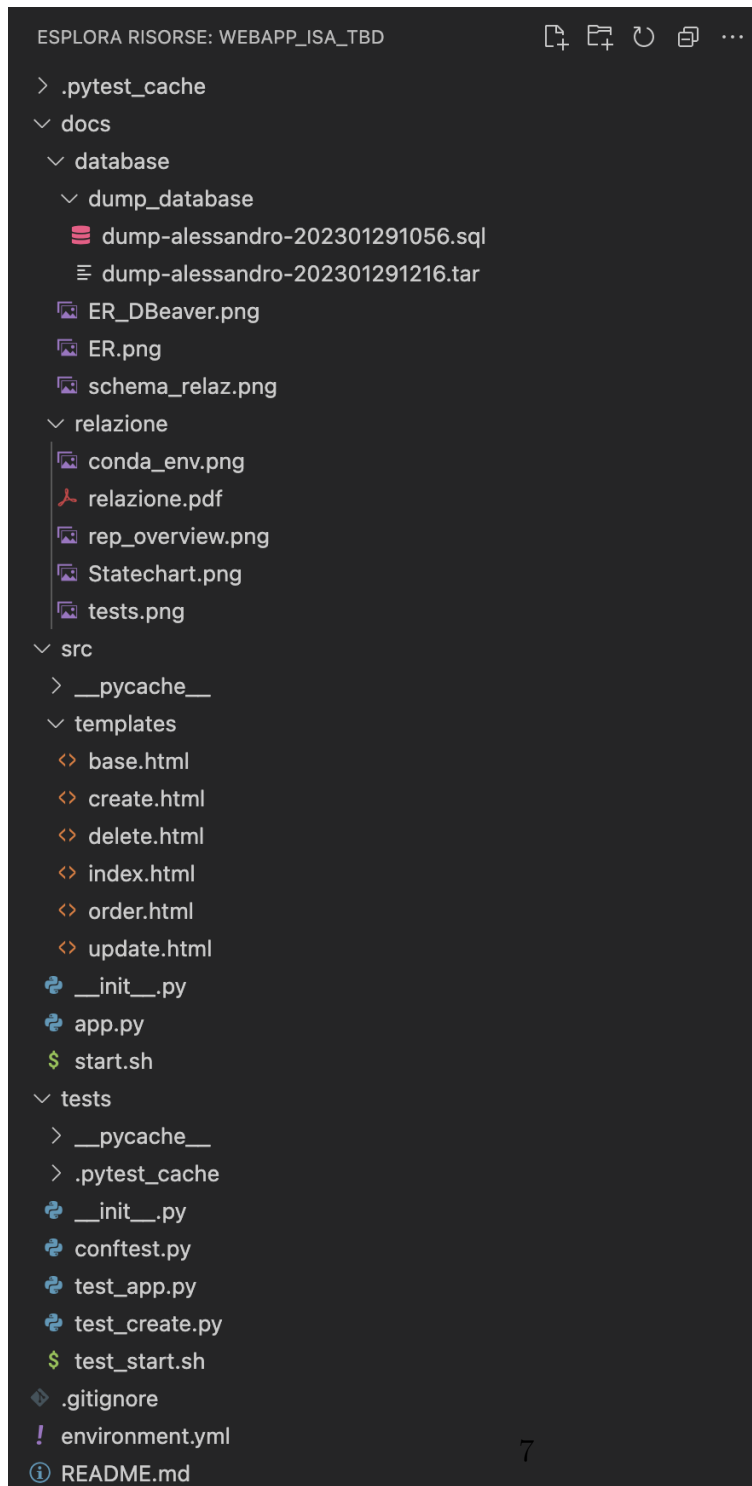 ESPLORA RISORSE: WEBAPP_ISA_TBD
.pytest_cache
docs
database
dump_database
dump-alessandro-202301291056.sql
dump-alessandro-202301291216.tar
ER_DBeaver.png
ER.png
schema_relaz.png
relazione
conda_env.png
relazione.pdf
rep_overview.png
Statechart.png
tests.png
src
__pycache__
templates
base.html
create.html
delete.html
index.html
order.html
update.html
__init__.py
app.py
$ start.sh
tests
__pycache__
.pytest_cache
__init__.py
conftest.py
test_app.py
test_create.py
$ test_start.sh
.gitignore
! environment.yml
7
README.md